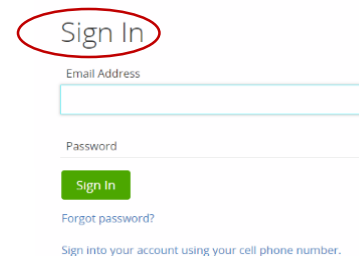 Sign In
Email Address
Password
Sign In
Forgot password?
Sign into your account using your cell phone number.